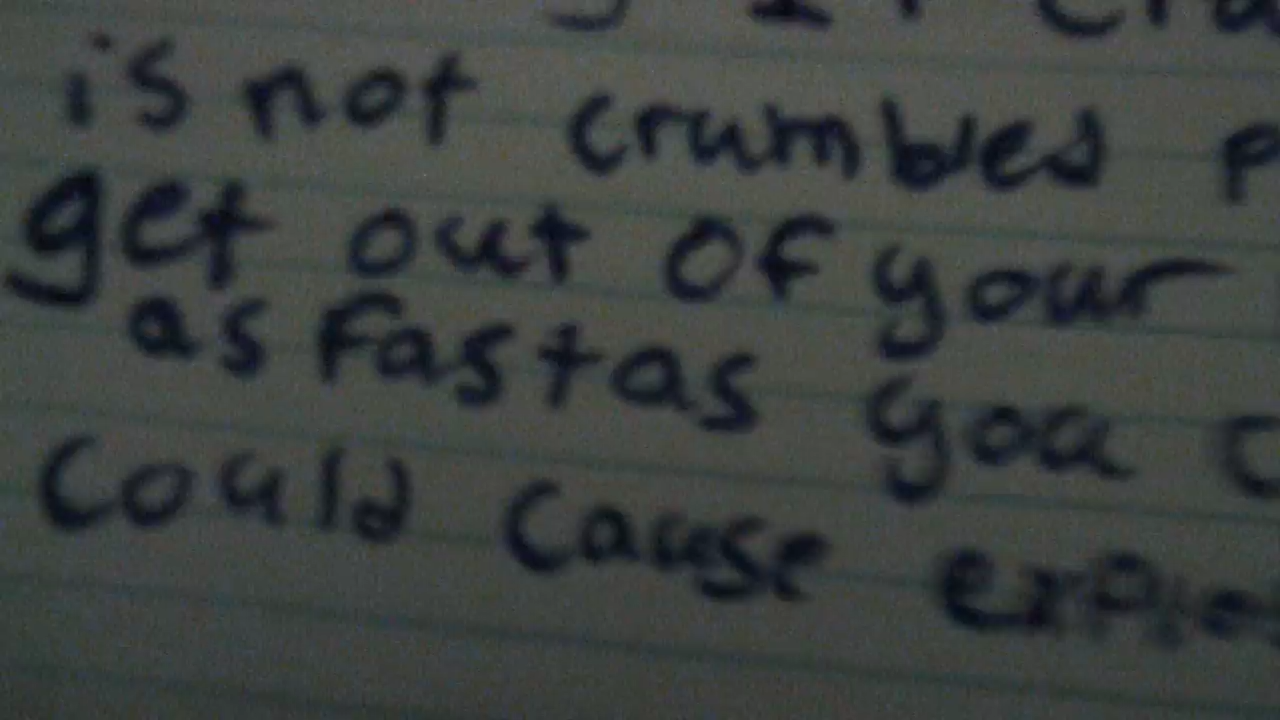 is not crumbles
get out of your
as fast as you
could cause